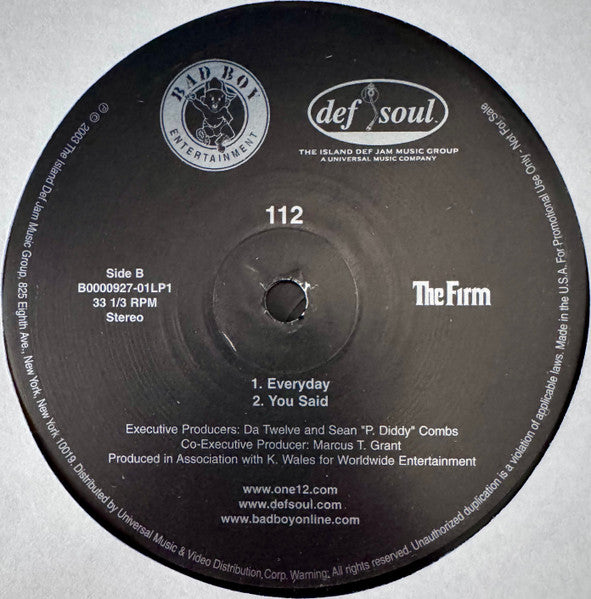 BAD BOY
ENTERTAINMENT
def soul
THE ISLAND DEF JAM MUSIC GROUP
A UNIVERSAL MUSIC COMPANY
112
Side B
B0000927-01LP1
33 1/3 RPM
Stereo
The Firm
1. Everyday
2. You Said
Executive Producers: Da Twelve and Sean "P. Diddy" Combs
Co-Executive Producer: Marcus T. Grant
Produced in Association with K. Wales for Worldwide Entertainment
www.one12.com
www.defsoul.com
www.badboyonline.com
℗ © 2003 The Island Def Jam Music Group, 825 Eighth Ave., New York, New York 10019. Distributed by Universal Music & Video Distribution, Corp. Warning: All rights reserved. Unauthorized duplication is a violation of applicable laws. Made in the U.S.A. For Promotional Use Only - Not For Sale